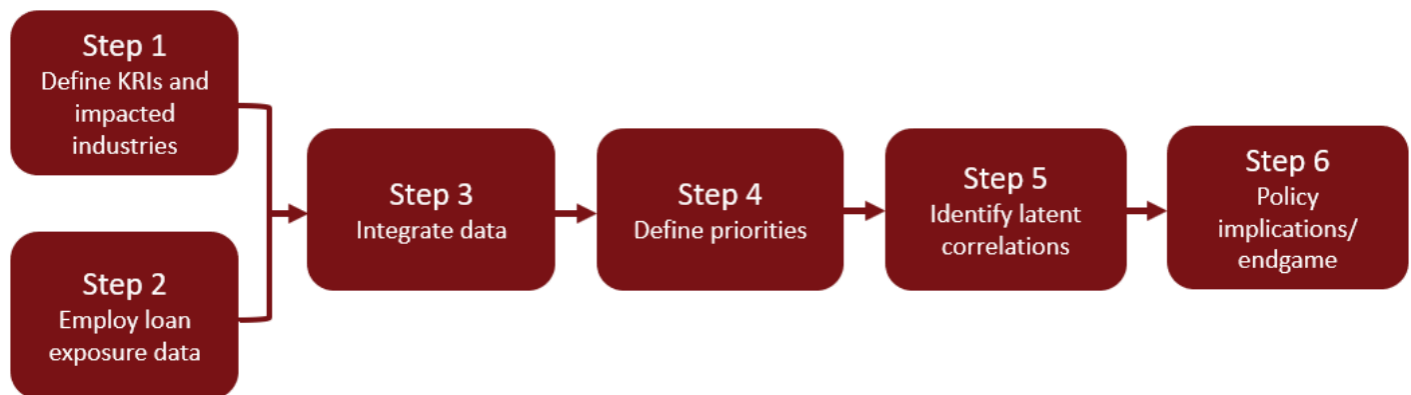 Step 1
Define KRIs and
impacted
industries
Step 2
Employ loan
exposure data
Step 3
Integrate data
Step 4
Define priorities
Step 5
Identify latent
correlations
Step 6
Policy
implications/
endgame